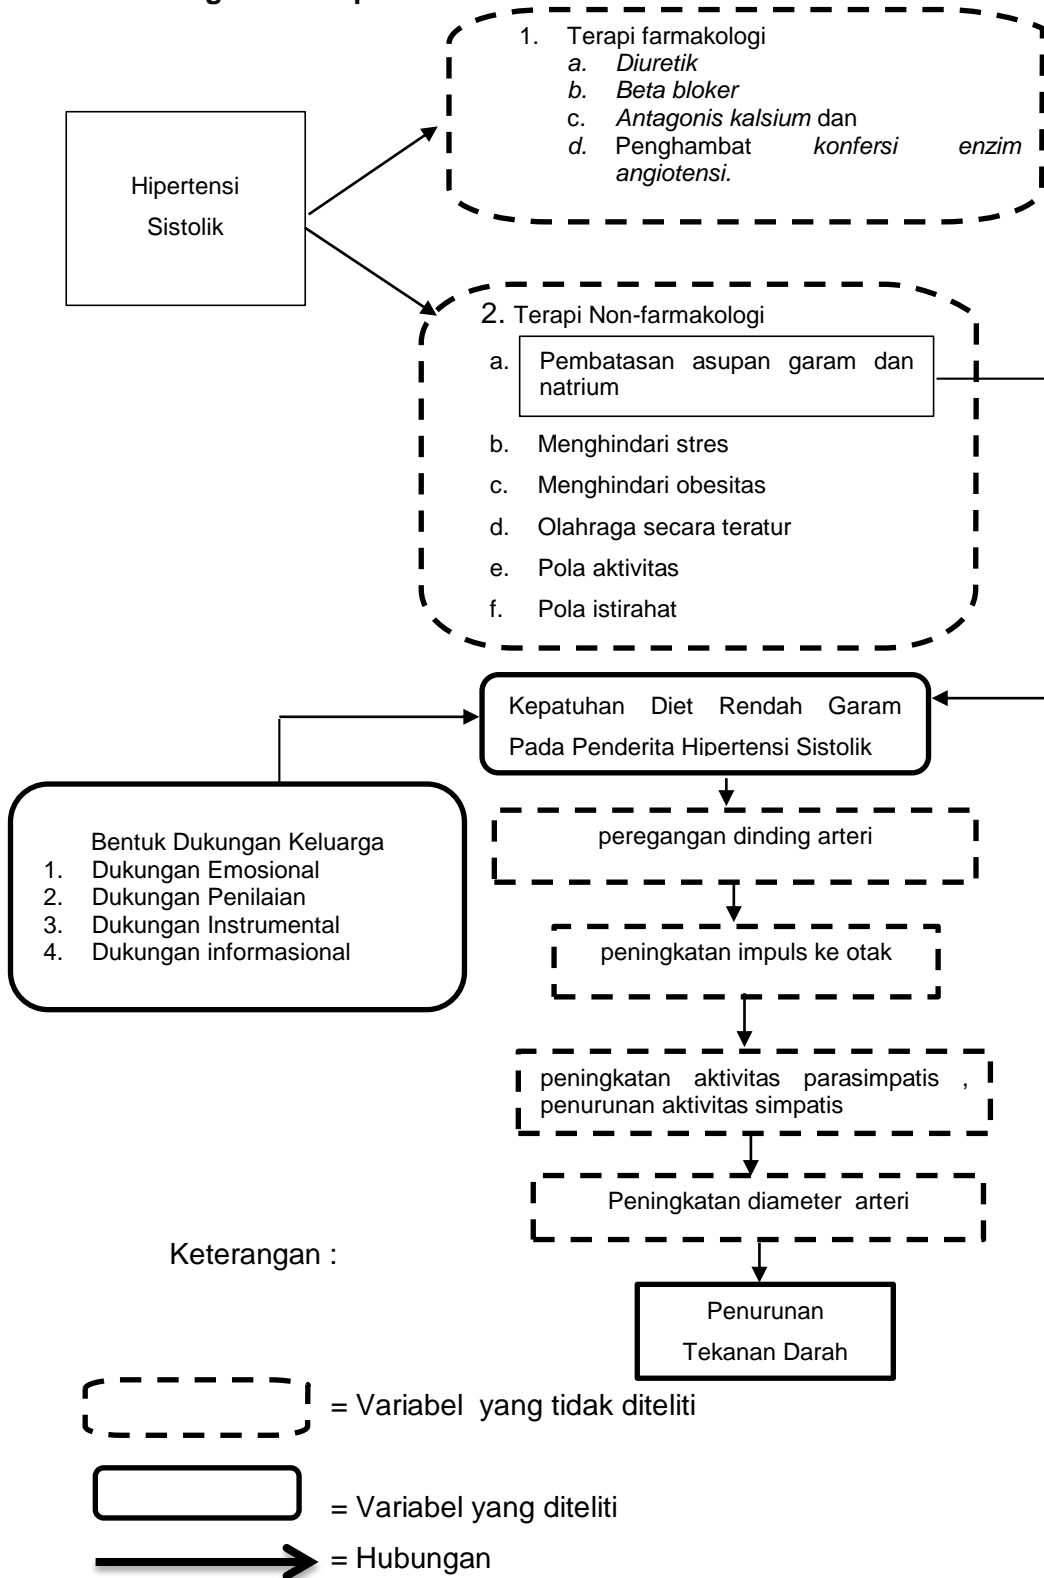 1. Terapi farmakologi
a. Diuretik
b. Beta bloker
c. Antagonis kalsium dan
d. Penghambat konfersi enzim
angiotensi.
Hipertensi
Sistolik
2. Terapi Non-farmakologi
a. Pembatasan asupan garam dan
natrium
b. Menghindari stres
c. Menghindari obesitas
d. Olahraga secara teratur
e. Pola aktivitas
f. Pola istirahat
Kepatuhan Diet Rendah Garam
Pada Penderita Hipertensi Sistolik
Bentuk Dukungan Keluarga
1. Dukungan Emosional
2. Dukungan Penilaian
3. Dukungan Instrumental
4. Dukungan informasional
peregangan dinding arteri
peningkatan impuls ke otak
peningkatan aktivitas parasimpatis ,
penurunan aktivitas simpatis
Peningkatan diameter arteri
Keterangan :
Penurunan
Tekanan Darah
= Variabel yang tidak diteliti
= Variabel yang diteliti
= Hubungan